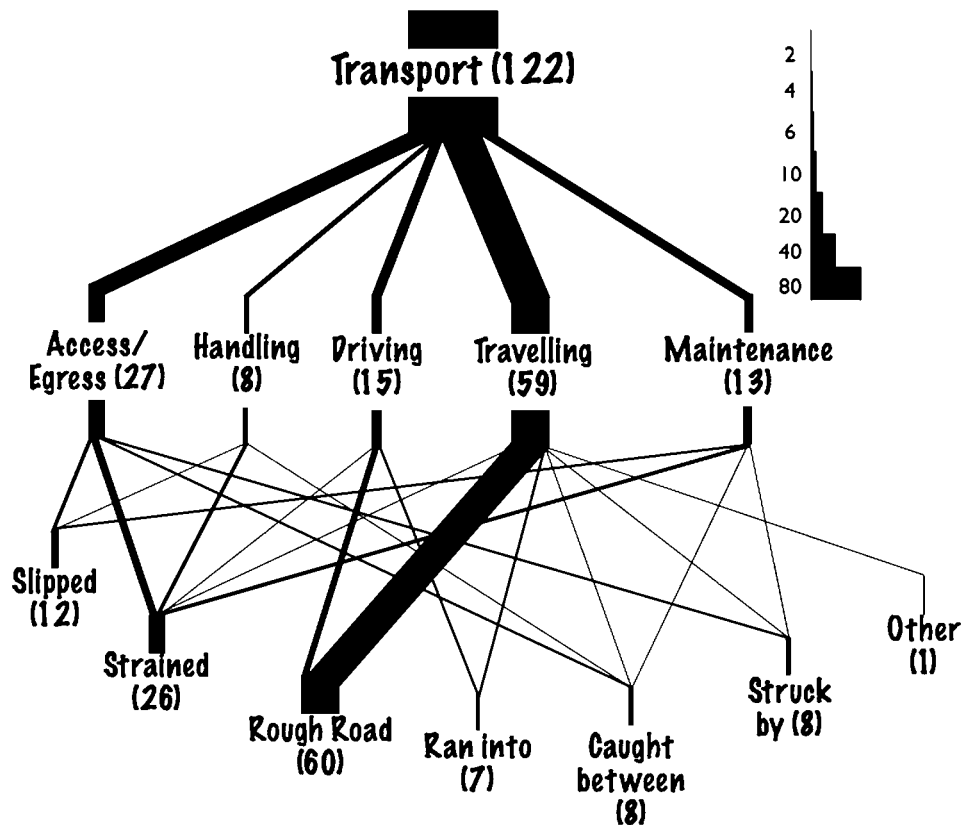 Transport (122)
2
4
6
10
20
40
80
Access/
Egress (27)
Handling
(8)
Driving
(15)
Travelling
(59)
Maintenance
(13)
Slipped
(12)
Strained
(26)
Rough Road
(60)
Ran into
(7)
Caught
between
(8)
Struck
by (8)
Other
(1)